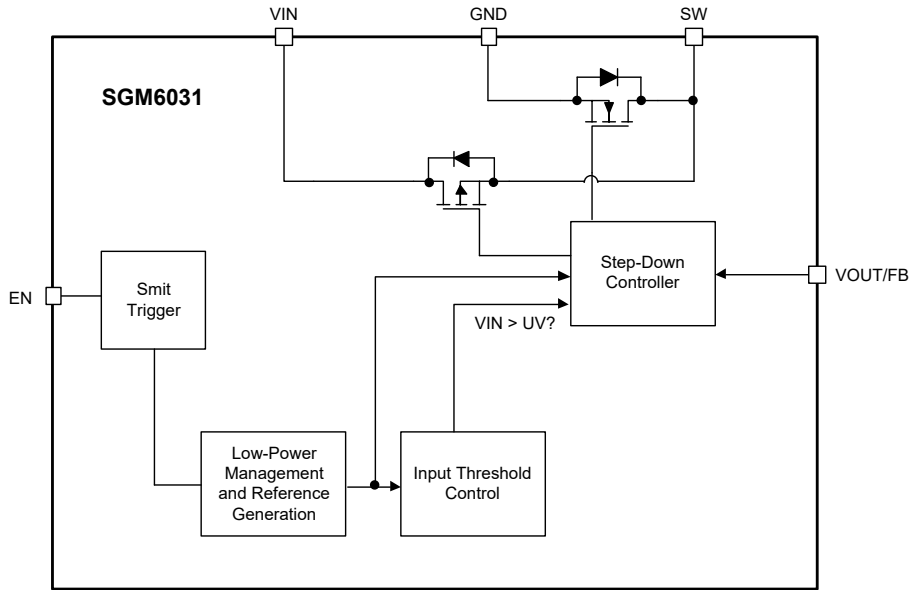 VIN
GND
SW
SGM6031
Step-Down
Controller
VOUT/FB
EN
Smit
Trigger
VIN > UV?
Low-Power
Management
and Reference
Generation
Input Threshold
Control